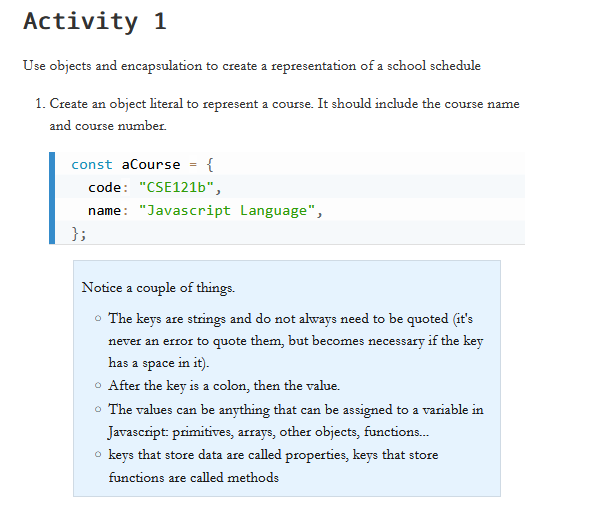 Activity 1
Use objects and encapsulation to create a representation of a school schedule
1. Create an object literal to represent a course. It should include the course name
and course number.
const aCourse = {
  code: "CSE121b",
  name: "Javascript Language",
};
Notice a couple of things.
○ The keys are strings and do not always need to be quoted (it's
never an error to quote them, but becomes necessary if the key
has a space in it).
○ After the key is a colon, then the value.
○ The values can be anything that can be assigned to a variable in
Javascript: primitives, arrays, other objects, functions...
○ keys that store data are called properties, keys that store
functions are called methods